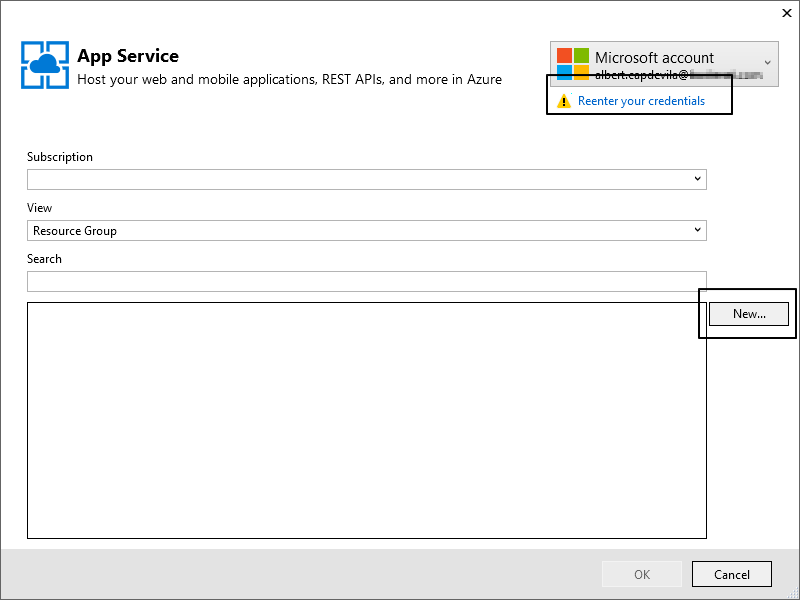 App Service
Host your web and mobile applications, REST APIs, and more in Azure
Microsoft account
albert.capdevila@
Reenter your credentials
Subscription
View
Resource Group
Search
New...
OK
Cancel